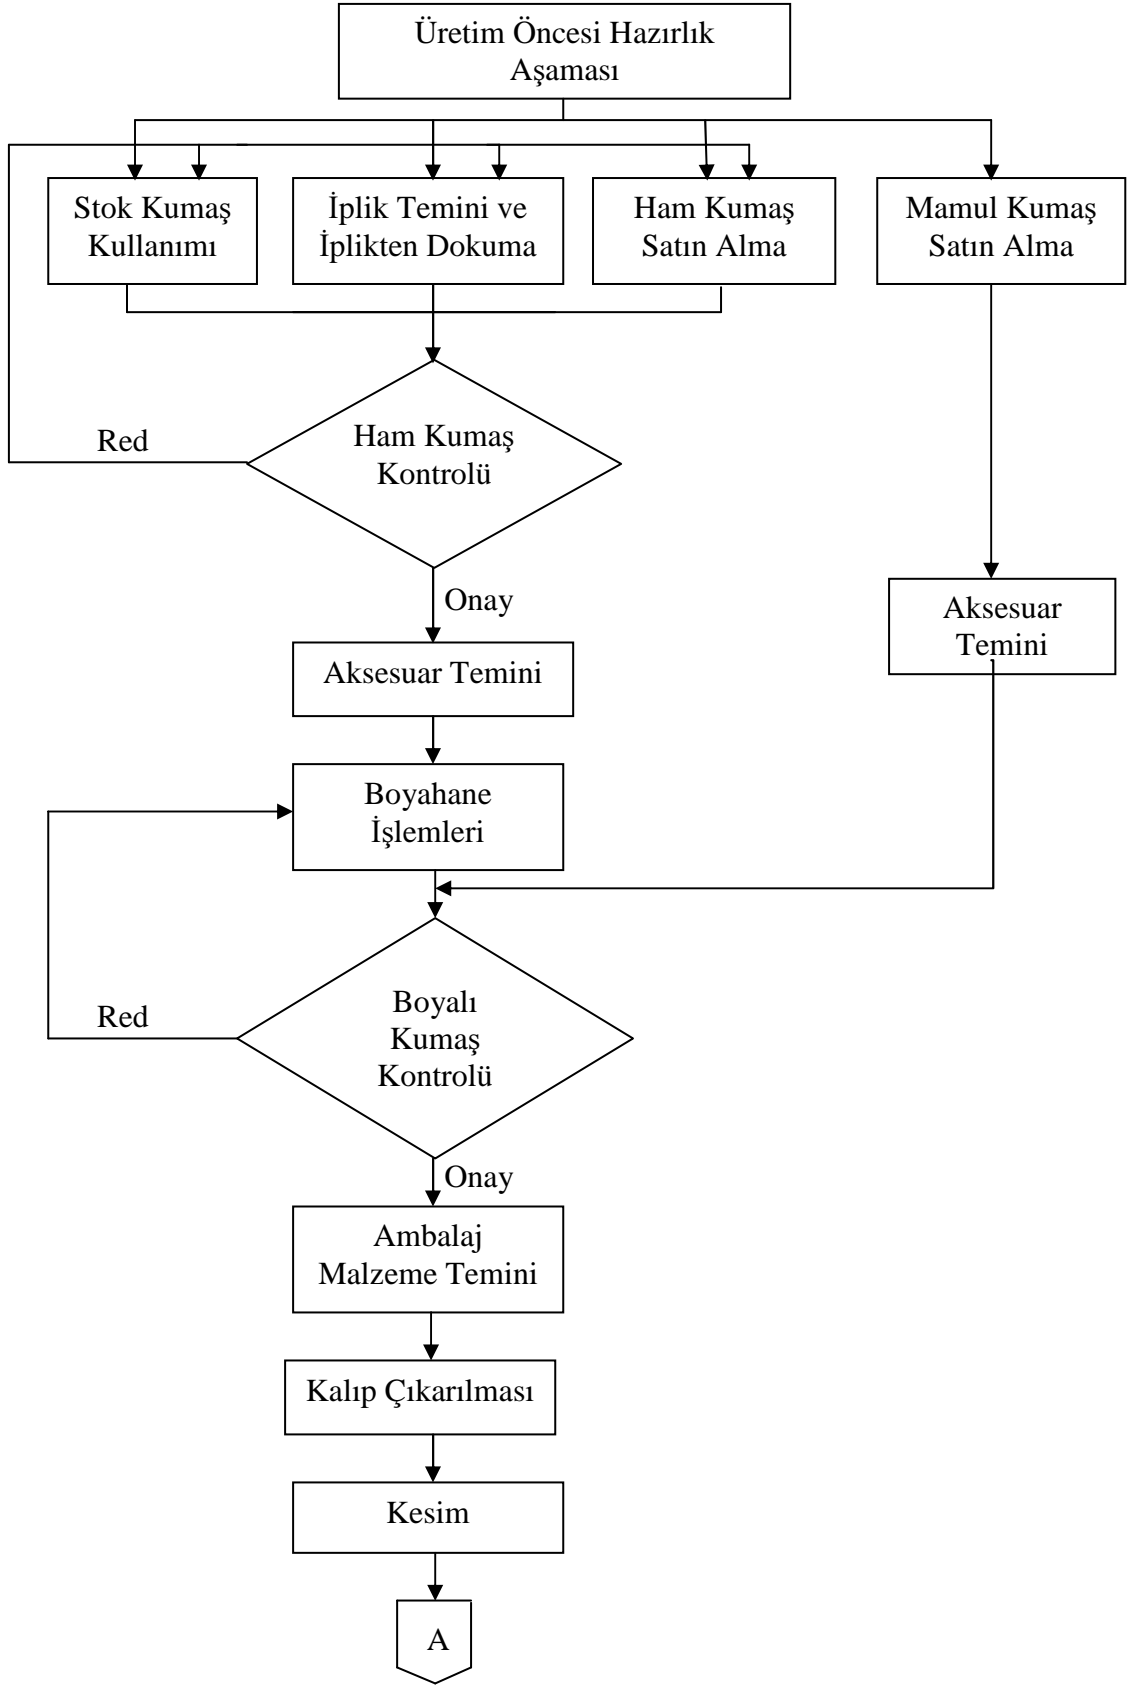 Üretim Öncesi Hazırlık
Aşaması
Stok Kumaş
Kullanımı
İplik Temini ve
İplikten Dokuma
Ham Kumaş
Satın Alma
Mamul Kumaş
Satın Alma
Ham Kumaş
Kontrolü
Red
Onay
Aksesuar
Temini
Aksesuar Temini
Boyahane
İşlemleri
Boyalı
Kumaş
Kontrolü
Red
Onay
Ambalaj
Malzeme Temini
Kalıp Çıkarılması
Kesim
A